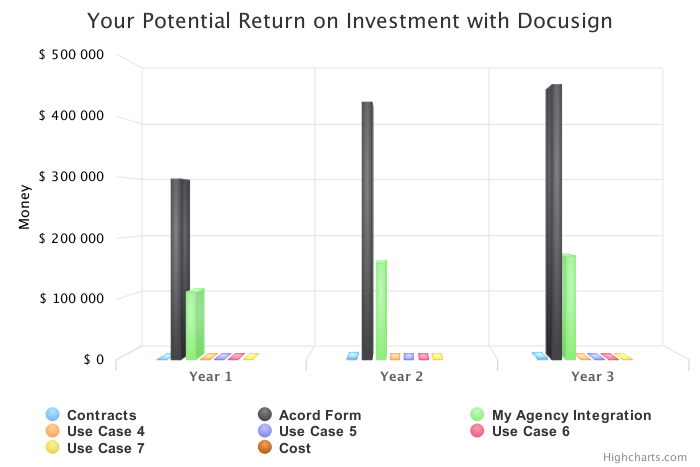 Your Potential Return on Investment with Docusign
$ 500 000
$ 400 000
$ 300 000
$ 200 000
$ 100 000
$ 0
Money
Year 1
Year 2
Year 3
Contracts
Acord Form
My Agency Integration
Use Case 4
Use Case 5
Use Case 6
Use Case 7
Cost
Highcharts.com